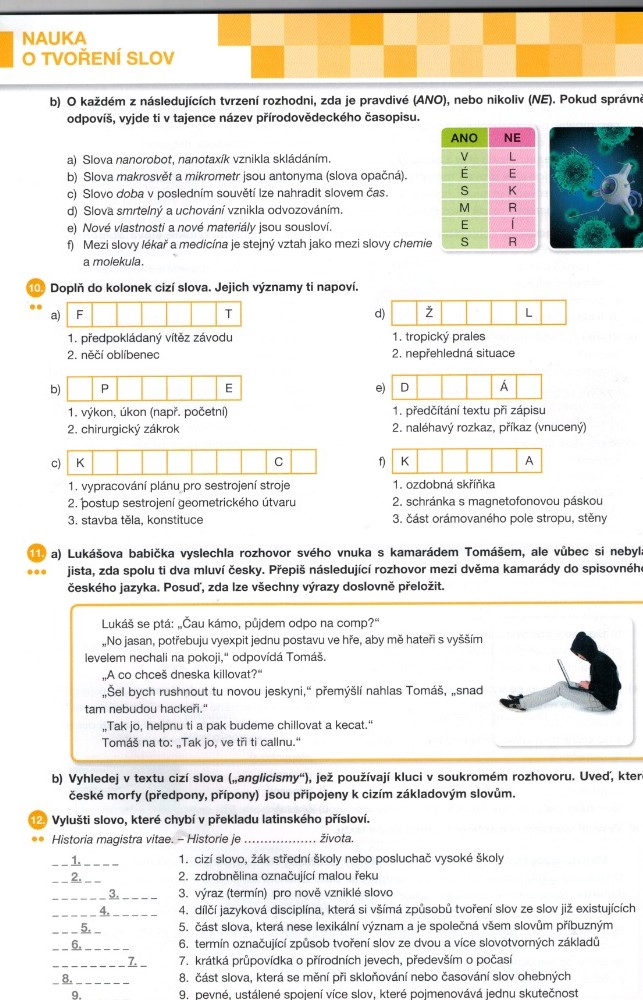 NAUKA
O TVOŘENÍ SLOV
b) O každém z následujících tvrzení rozhodni, zda je pravdivé (ANO), nebo nikoliv (NE). Pokud správně
odpovíš, vyjde ti v tajence název přírodovědeckého časopisu.
ANO NE
a) Slova nanorobot, nanotaxík vznikla skládáním. V L
b) Slova makrosvět a mikrometr jsou antonyma (slova opačná). É E
c) Slovo doba v posledním souvětí lze nahradit slovem čas. S K
d) Slova smrtelný a uchování vznikla odvozováním. M R
e) Nové vlastnosti a nové materiály jsou sousloví. E Í
f) Mezi slovy lékař a medicína je stejný vztah jako mezi slovy chemie S R
a molekula.
10. Doplň do kolonek cizí slova. Jejich významy ti napoví.
a) F T
1. předpokládaný vítěz závodu
2. něčí oblíbenec
b) P E
1. výkon, úkon (např. početní)
2. chirurgický zákrok
c) K C
1. vypracování plánu pro sestrojení stroje
2. postup sestrojení geometrického útvaru
3. stavba těla, konstituce
d) Ž L
1. tropický prales
2. nepřehledná situace
e) D Á
1. předčítání textu při zápisu
2. naléhavý rozkaz, příkaz (vnucený)
f) K A
1. ozdobná skříňka
2. schránka s magnetofonovou páskou
3. část orámovaného pole stropu, stěny
11. a) Lukášova babička vyslechla rozhovor svého vnuka s kamarádem Tomášem, ale vůbec si nebyla
jista, zda spolu ti dva mluví česky. Přepiš následující rozhovor mezi dvěma kamarády do spisovného
českého jazyka. Posuď, zda lze všechny výrazy doslovně přeložit.
Lukáš se ptá: „Čau kámo, půjdem odpo na comp?“
„No jasan, potřebuju vyexpit jednu postavu ve hře, aby mě hateři s vyšším
levelem nechali na pokoji,“ odpovídá Tomáš.
„A co chceš dneska killovat?“
„Šel bych rushnout tu novou jeskyni,“ přemýšlí nahlas Tomáš, „snad
tam nebudou hackeři.“
„Tak jo, helpnu ti a pak budeme chillovat a kecat.“
Tomáš na to: „Tak jo, ve tři ti callnu.“
b) Vyhledej v textu cizí slova („anglicismy“), jež používají kluci v soukromém rozhovoru. Uveď, kter
české morfy (předpony, přípony) jsou připojeny k cizím základovým slovům.
12. Vylušti slovo, které chybí v překladu latinského přísloví.
Historia magistra vitae. – Historie je .................. života.
_ _ 1. _ _ _ _ 1. cizí slovo, žák střední školy nebo posluchač vysoké školy
_ _ 2. _ _ 2. zdrobnělina označující malou řeku
_ _ _ _ _ _ 3. _ _ _ _ 3. výraz (termín) pro nově vzniklé slovo
_ _ _ _ _ 4. _ _ _ _ _ 4. dílčí jazyková disciplína, která si všímá způsobů tvoření slov ze slov již existujících
_ _ _ 5. _ 5. část slova, která nese lexikální význam a je společná všem slovům příbuzným
_ _ 6. _ _ _ _ _ 6. termín označující způsob tvoření slov ze dvou a více slovotvorných základů
_ _ _ _ _ _ _ _ 7. _ 7. krátká průpovídka o přírodních jevech, především o počasí
_ 8. _ _ _ _ _ _ 8. část slova, která se mění při skloňování nebo časování slov ohebných
9. 9. pevné, ustálené spojení více slov, které pojmenovává jednu skutečnost